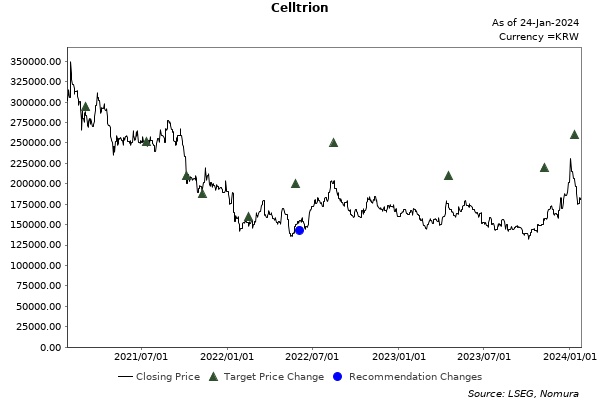 Celltrion
As of 24-Jan-2024
Currency =KRW
350000.00
325000.00
300000.00
275000.00
250000.00
225000.00
200000.00
175000.00
150000.00
125000.00
100000.00
75000.00
50000.00
25000.00
0.00
2021/07/01 2022/01/01 2022/07/01 2023/01/01 2023/07/01 2024/01/01
Closing Price Target Price Change Recommendation Changes
Source: LSEG, Nomura